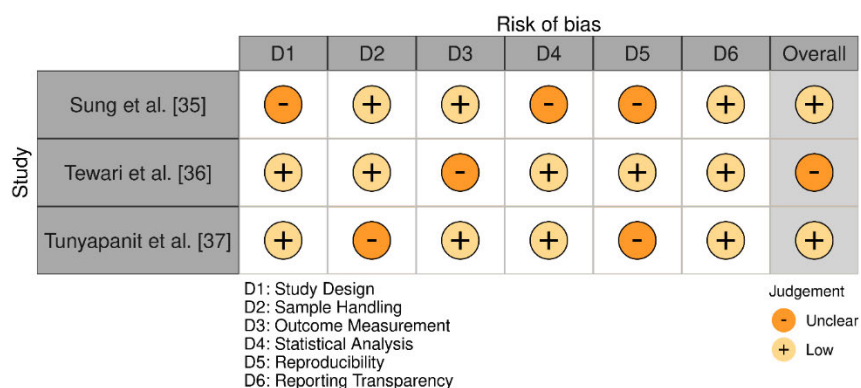 Risk of bias
D1 D2 D3 D4 D5 D6 Overall
Study
Sung et al. [35] - + + - - + +
Tewari et al. [36] + + - + + + -
Tunyapanit et al. [37] + - + + - + +
D1: Study Design
D2: Sample Handling
D3: Outcome Measurement
D4: Statistical Analysis
D5: Reproducibility
D6: Reporting Transparency
Judgement
- Unclear
+ Low